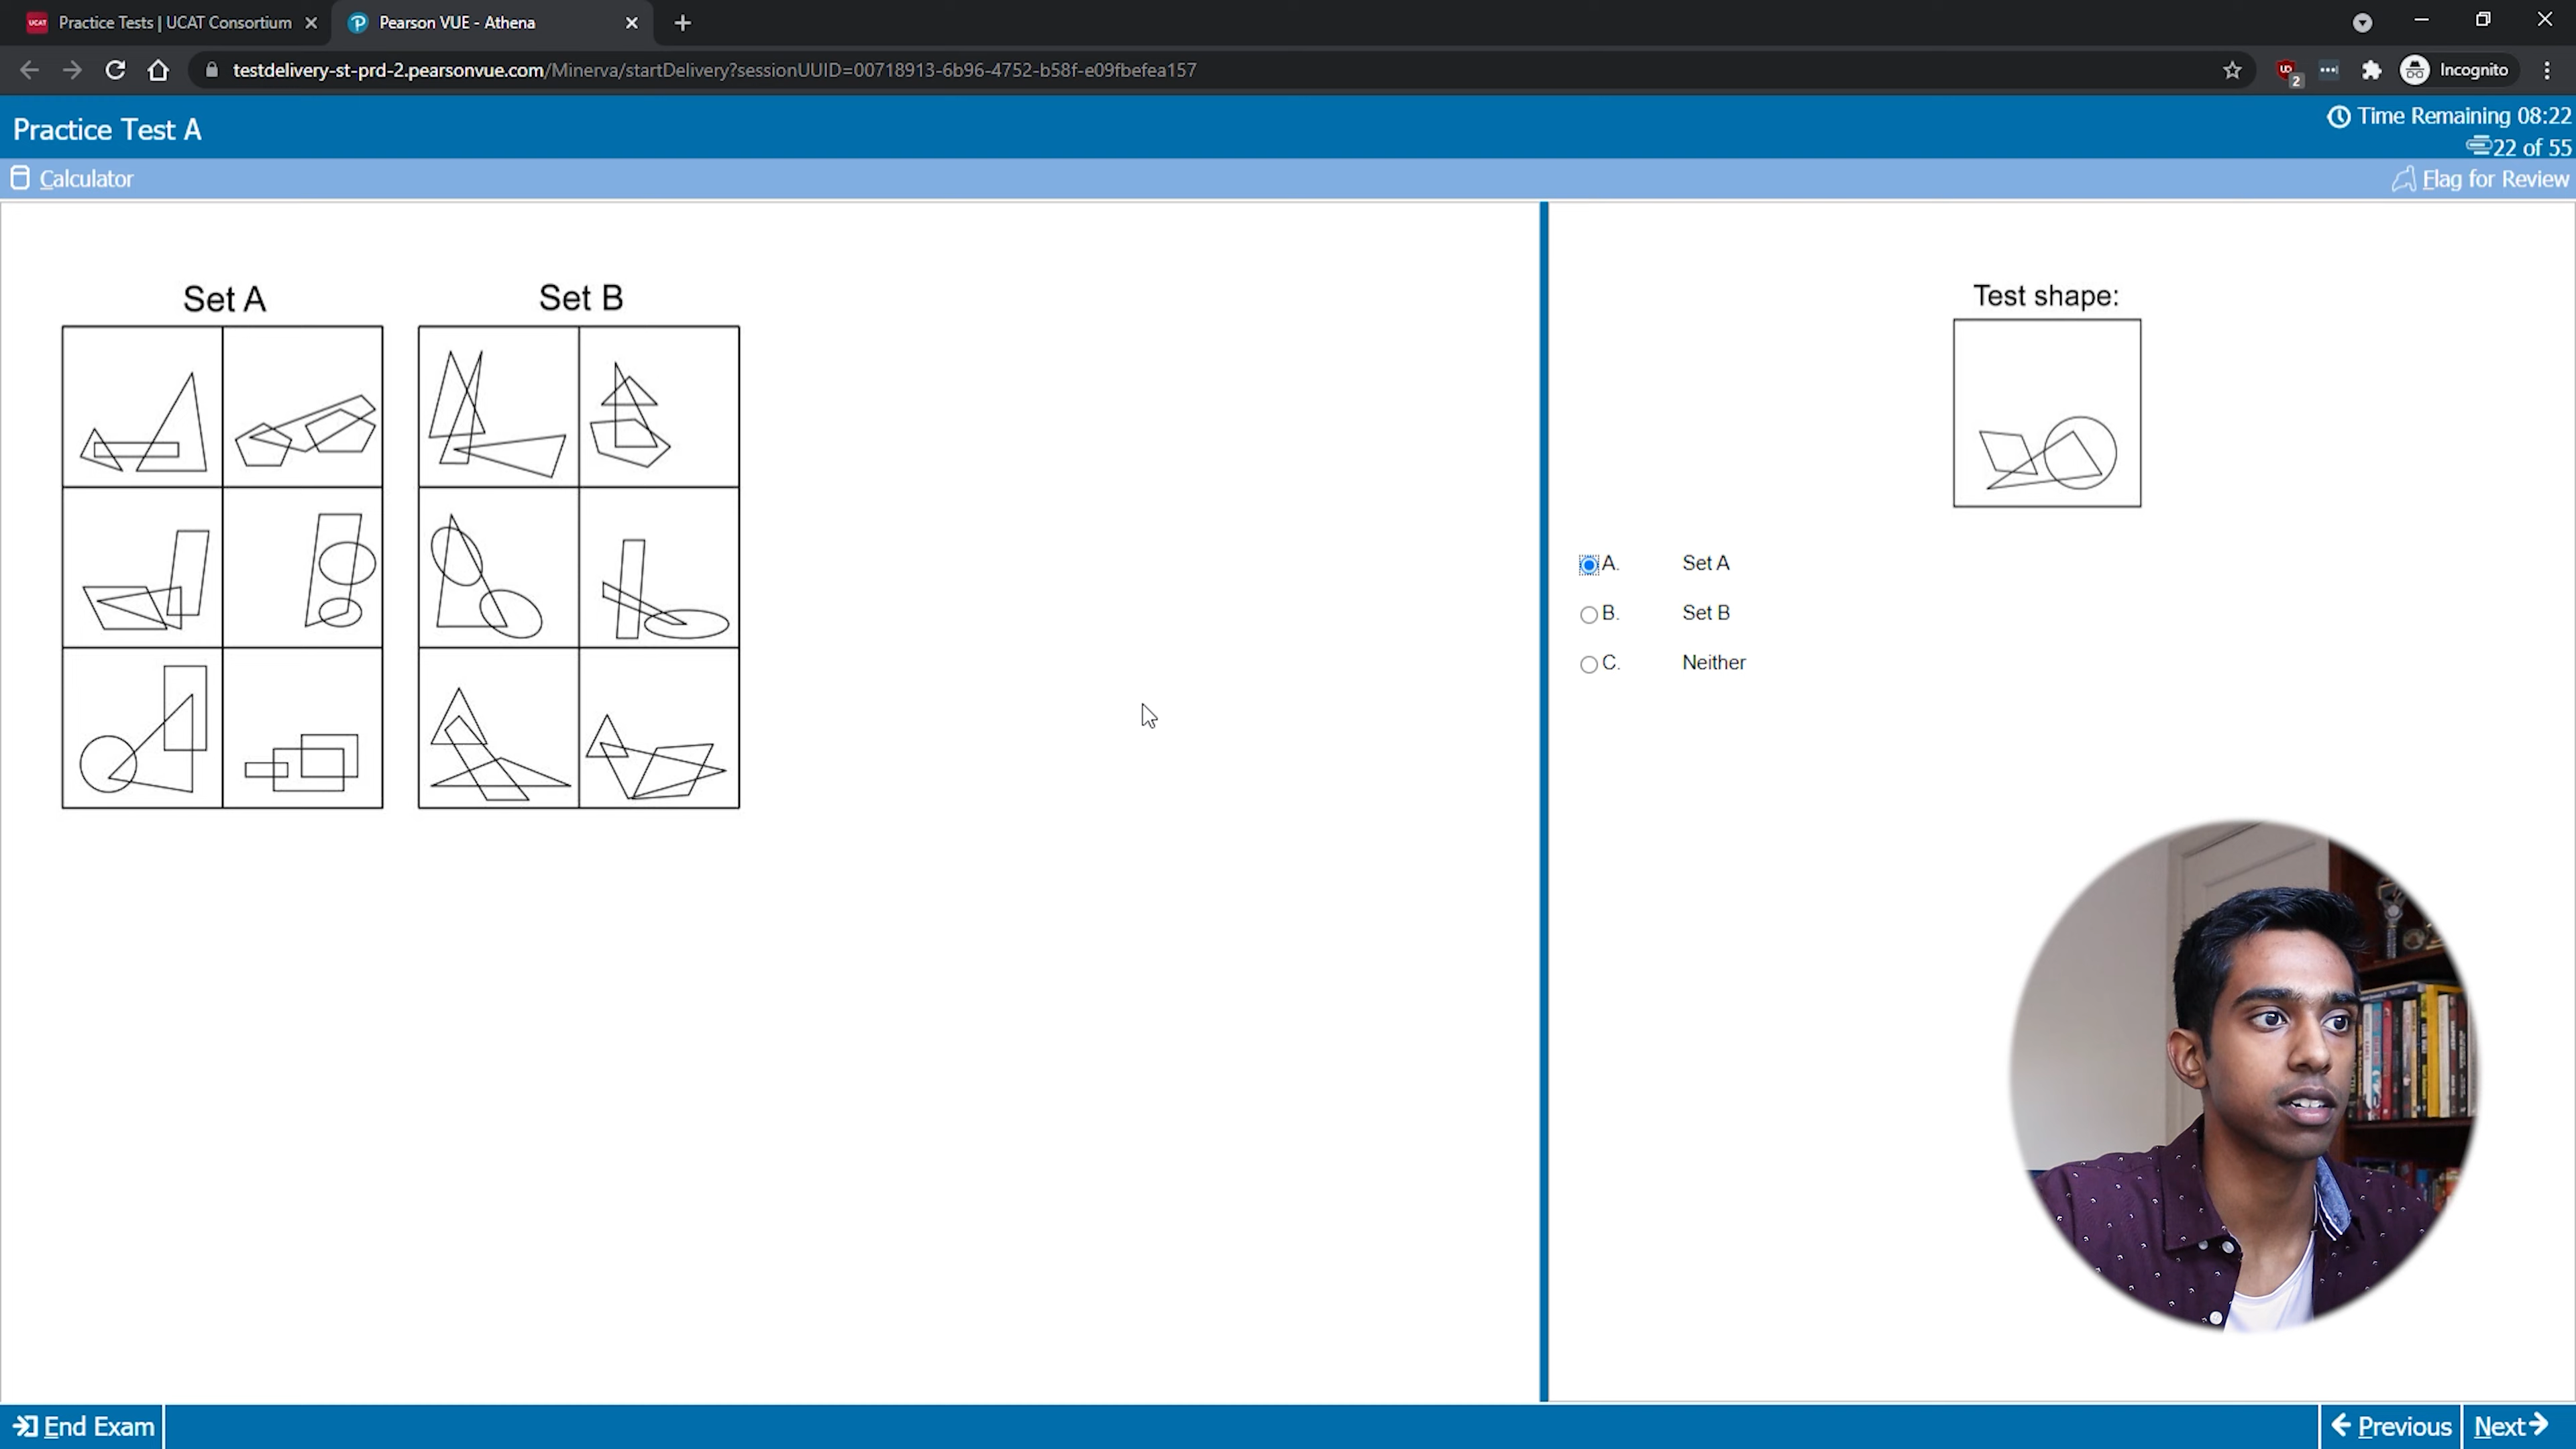 Practice Tests | UCAT Consortium
Pearson VUE - Athena
testdelivery-st-prd-2.pearsonvue.com/Minerva/startDelivery?sessionUUID=00718913-6b96-4752-b58f-e09fbefea157
2
Incognito
Practice Test A
Time Remaining 08:22
22 of 55
Calculator
Flag for Review
Set A
Set B
Test shape:
A. Set A
B. Set B
C. Neither
End Exam
Previous
Next